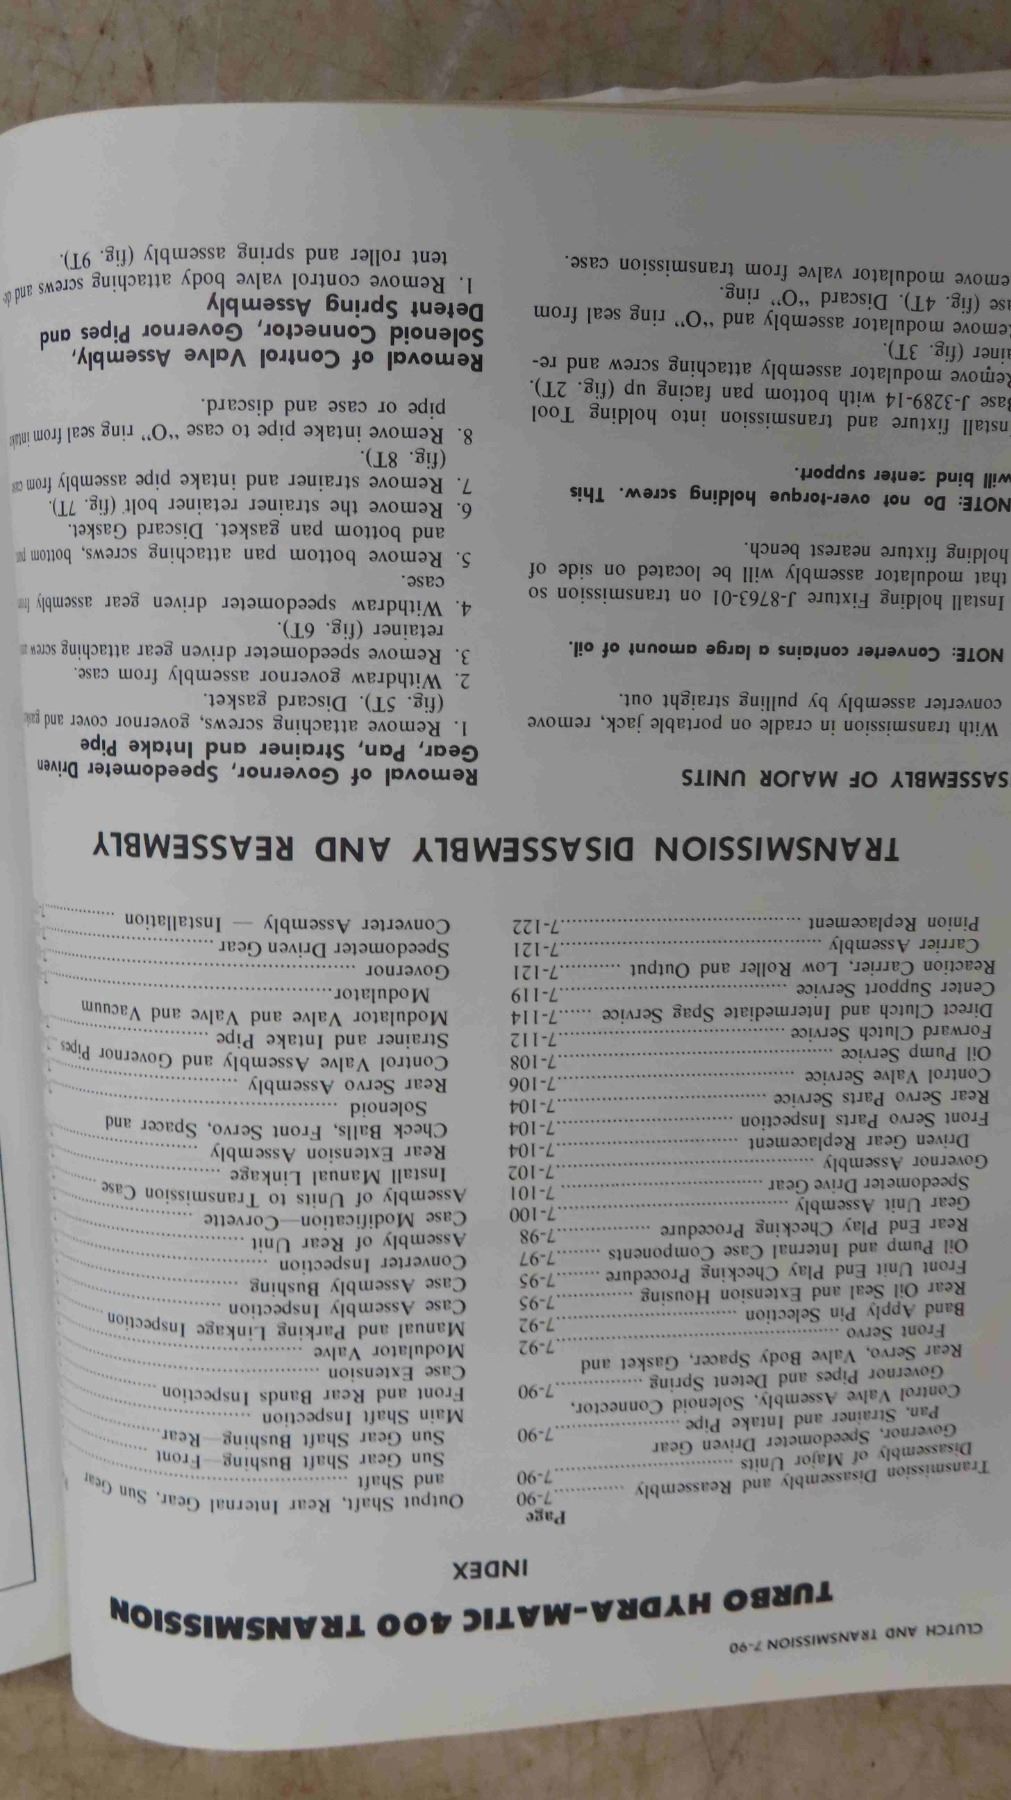 CLUTCH AND TRANSMISSION 7-90
TURBO HYDRA-MATIC 400 TRANSMISSION
INDEX
Page
Transmission Disassembly and Reassembly ..............7-90
Disassembly of Major Units ..............7-90
Governor, Speedometer Driven Gear
Pan, Strainer and Intake Pipe ..............7-90
Control Valve Assembly, Solenoid Connector,
Governor Pipes and Detent Spring ..............7-90
Rear Servo, Valve Body Spacer, Gasket and
Front Servo ..............7-92
Band Apply Pin Selection ..............7-92
Rear Oil Seal and Extension Housing ..............7-95
Front Unit End Play Checking Procedure ........7-95
Oil Pump and Internal Case Components ........7-97
Rear End Play Checking Procedure ..............7-98
Gear Unit Assembly ..............7-100
Speedometer Drive Gear ..............7-101
Governor Assembly ..............7-102
Driven Gear Replacement ..............7-104
Front Servo Parts Inspection ..............7-104
Rear Servo Parts Service ..............7-104
Control Valve Service ..............7-106
Oil Pump Service ..............7-108
Forward Clutch Service ..............7-112
Direct Clutch and Intermediate Spag Service ......7-114
Center Support Service ..............7-119
Reaction Carrier, Low Roller and Output
Carrier Assembly ..............7-121
Pinion Replacement ..............7-122
Output Shaft, Rear Internal Gear, Sun Gear
and Shaft ..............
Sun Gear Shaft Bushing—Front ..............
Sun Gear Shaft Bushing—Rear ..............
Main Shaft Inspection ..............
Front and Rear Bands Inspection ..............
Case Extension ..............
Modulator Valve ..............
Manual and Parking Linkage Inspection ..............
Case Assembly Inspection ..............
Case Assembly Bushing ..............
Converter Inspection ..............
Assembly of Rear Unit ..............
Case Modification—Corvette ..............
Assembly of Units to Transmission Case ......
Install Manual Linkage ..............
Rear Extension Assembly ..............
Check Balls, Front Servo, Spacer and
Solenoid ..............
Rear Servo Assembly ..............
Control Valve Assembly and Governor Pipes
Strainer and Intake Pipe ..............
Modulator Valve and Valve and Vacuum
Modulator ..............
Governor ..............
Speedometer Driven Gear ..............
Converter Assembly — Installation ..............
TRANSMISSION DISASSEMBLY AND REASSEMBLY
SASSEMBLY OF MAJOR UNITS
With transmission in cradle on portable jack, remove
converter assembly by pulling straight out.
NOTE: Converter contains a large amount of oil.
Install holding Fixture J-8763-01 on transmission so
that modulator assembly will be located on side of
holding fixture nearest bench.
NOTE: Do not over-torque holding screw. This
will bind center support.
nstall fixture and transmission into holding Tool
Base J-3289-14 with bottom pan facing up (fig. 2T).
Remove modulator assembly attaching screw and re-
ainer (fig. 3T).
Remove modulator assembly and "O" ring seal from
ase (fig. 4T). Discard "O" ring.
emove modulator valve from transmission case.
Removal of Governor, Speedometer Driven
Gear, Pan, Strainer and Intake Pipe
1. Remove attaching screws, governor cover and
(fig. 5T). Discard gasket.
2. Withdraw governor assembly from case.
3. Remove speedometer driven gear attaching screw
retainer (fig. 6T).
4. Withdraw speedometer driven gear assembly from
case.
5. Remove bottom pan attaching screws, bottom
and bottom pan gasket. Discard Gasket.
6. Remove the strainer retainer bolt (fig. 7T).
7. Remove strainer and intake pipe assembly from
(fig. 8T).
8. Remove intake pipe to case "O" ring seal from
pipe or case and discard.
Removal of Control Valve Assembly,
Solenoid Connector, Governor Pipes and
Detent Spring Assembly
1. Remove control valve body attaching screws and de
tent roller and spring assembly (fig. 9T).